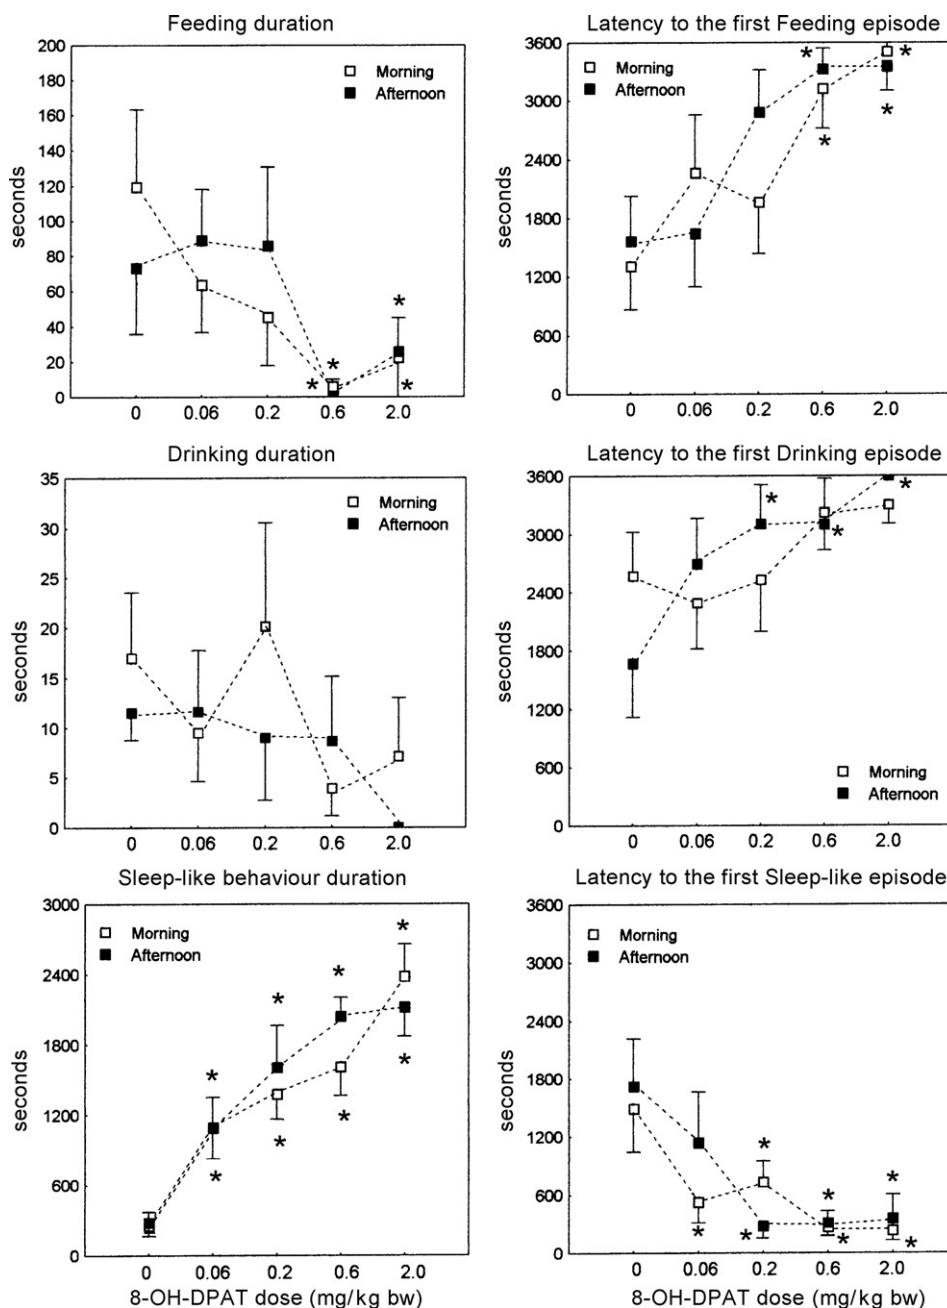 Feeding duration
200
180
160
140
120
100
80
60
40
20
0
seconds
Morning
Afternoon
*
* *
*
0 0.06 0.2 0.6 2.0
Latency to the first Feeding episode
3600
3000
2400
1800
1200
600
0
seconds
Morning
Afternoon
* *
*
*
0 0.06 0.2 0.6 2.0
Drinking duration
35
30
25
20
15
10
5
0
seconds
Morning
Afternoon
0 0.06 0.2 0.6 2.0
Latency to the first Drinking episode
3600
3000
2400
1800
1200
600
0
seconds
*
*
*
Morning
Afternoon
0 0.06 0.2 0.6 2.0
Sleep-like behaviour duration
3000
2400
1800
1200
600
0
seconds
Morning
Afternoon
* * * *
* * * *
0 0.06 0.2 0.6 2.0
8-OH-DPAT dose (mg/kg bw)
Latency to the first Sleep-like episode
3600
3000
2400
1800
1200
600
0
seconds
Morning
Afternoon
* * *
* * * *
0 0.06 0.2 0.6 2.0
8-OH-DPAT dose (mg/kg bw)